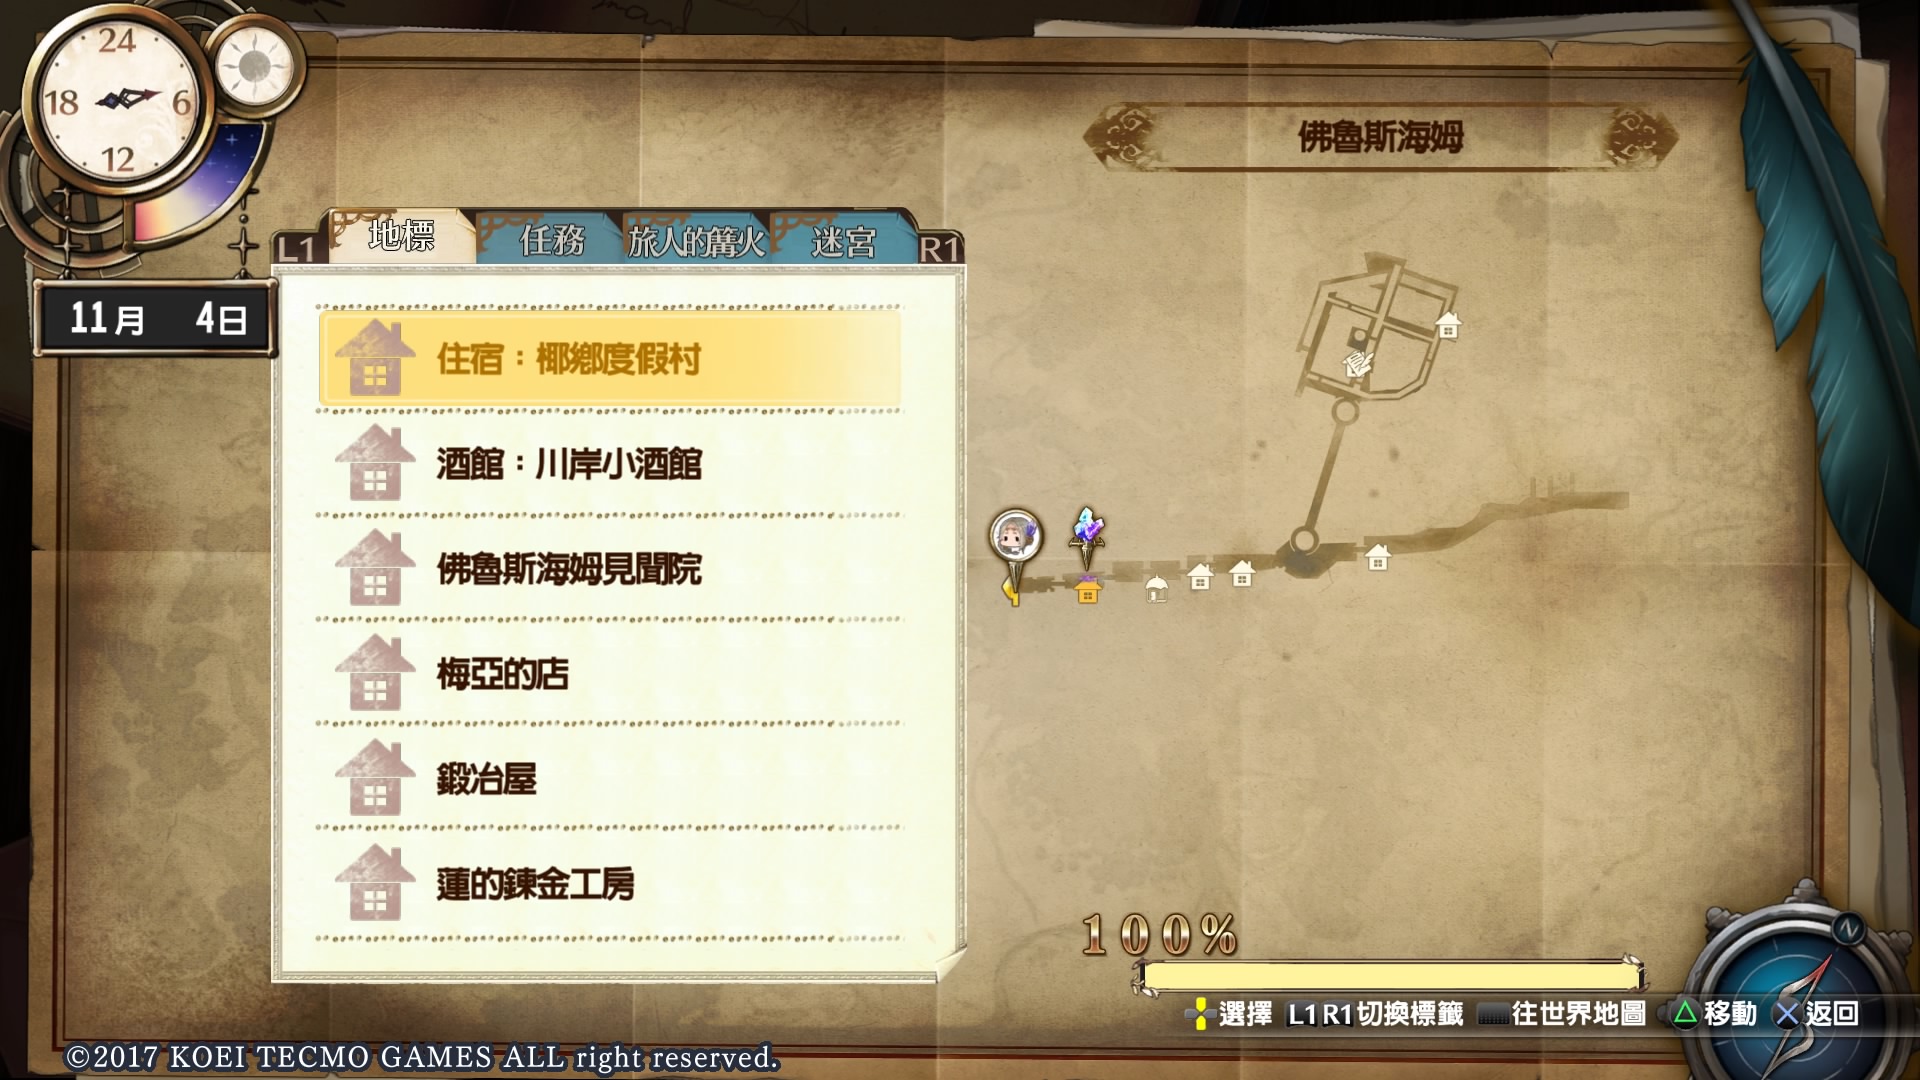 24
18
6
12
11月 4日
佛魯斯海姆
L1 地標 任務 旅人的篝火 迷宮 R1
住宿：椰鄉度假村
酒館：川岸小酒館
佛魯斯海姆見聞院
梅亞的店
鍛冶屋
蓮的鍊金工房
100%
N
選擇 L1R1切換標籤 往世界地圖 移動 返回
©2017 KOEI TECMO GAMES ALL right reserved.